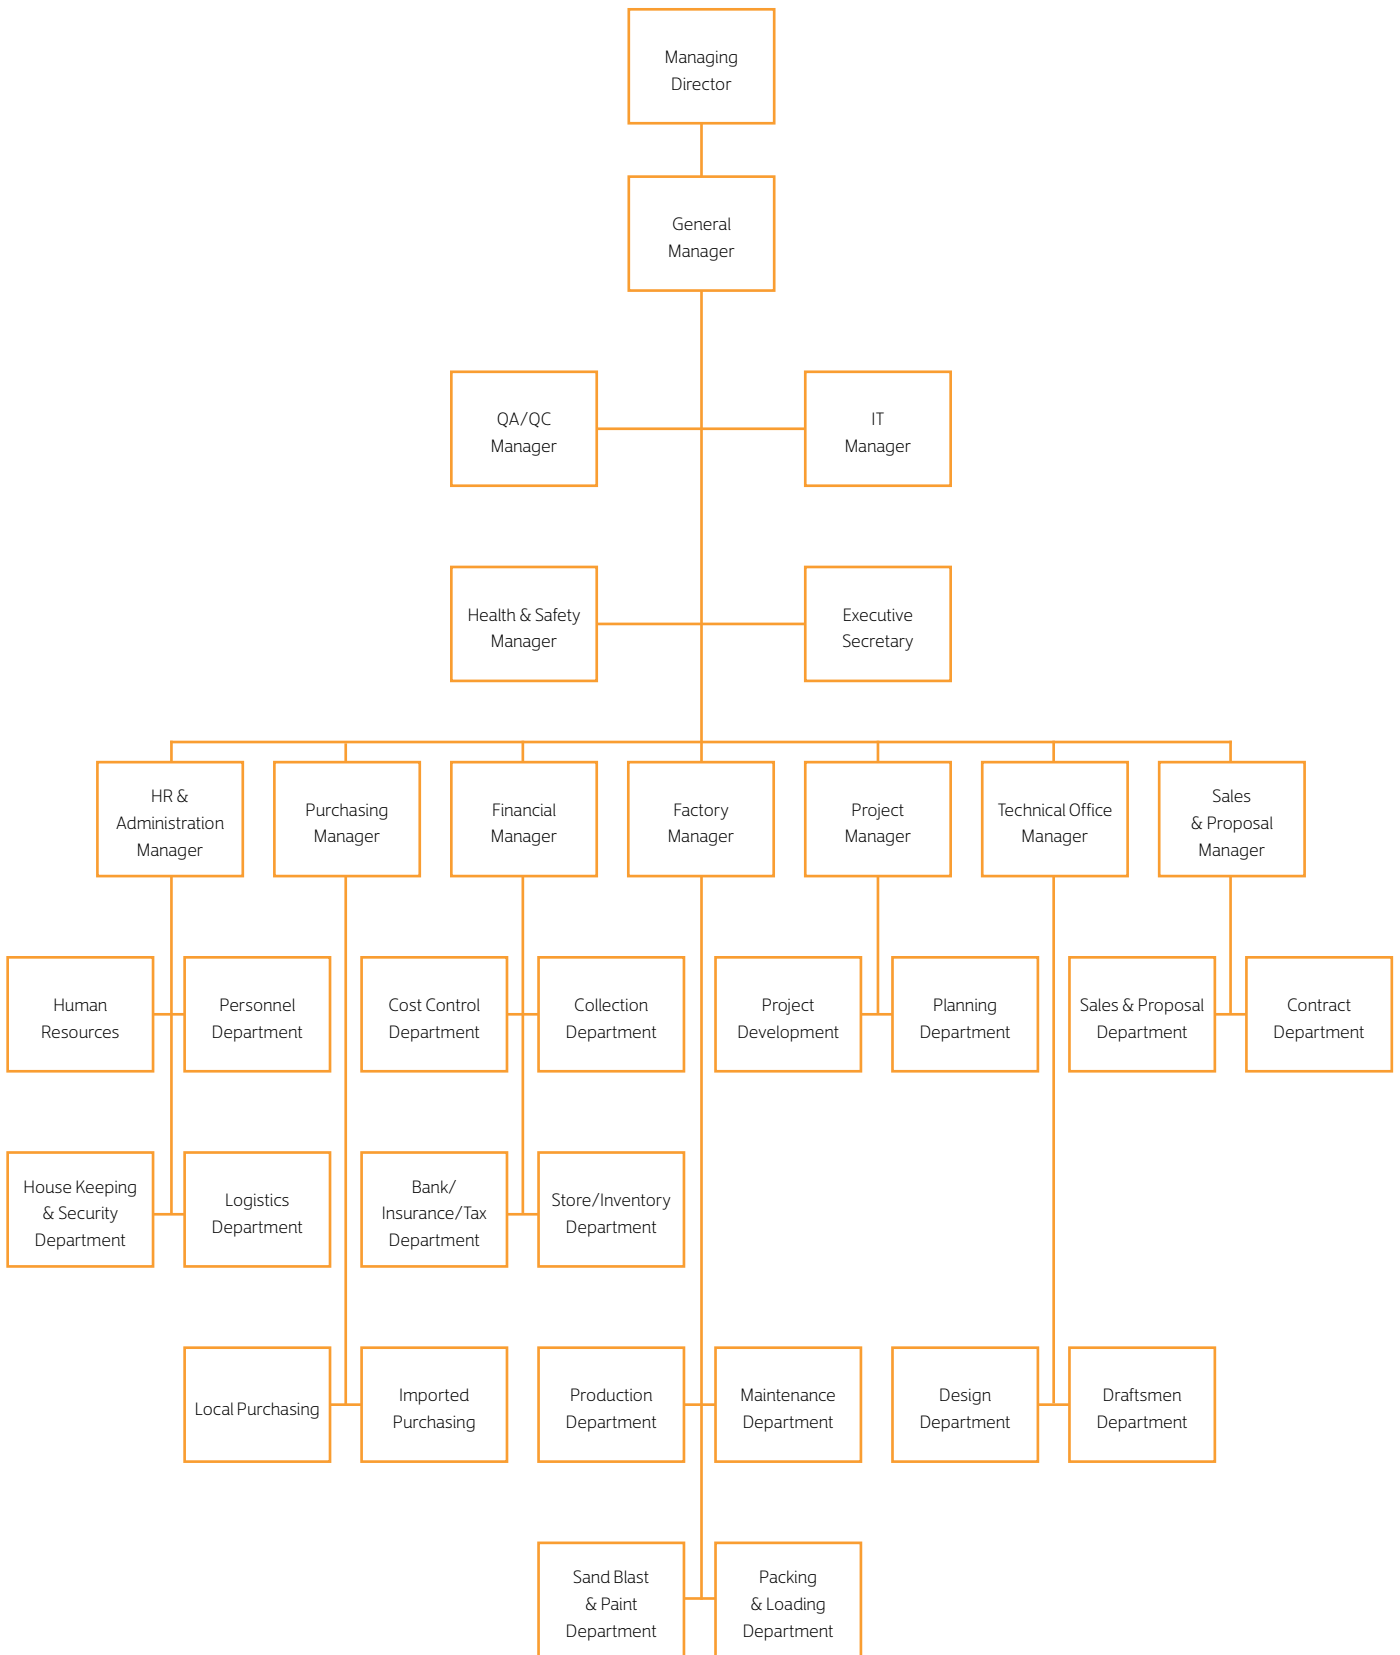 Managing
Director
General
Manager
QA/QC
Manager
IT
Manager
Health & Safety
Manager
Executive
Secretary
HR &
Administration
Manager
Purchasing
Manager
Financial
Manager
Factory
Manager
Project
Manager
Technical Office
Manager
Sales
& Proposal
Manager
Human
Resources
Personnel
Department
Cost Control
Department
Collection
Department
Project
Development
Planning
Department
Sales & Proposal
Department
Contract
Department
House Keeping
& Security
Department
Logistics
Department
Bank/
Insurance/Tax
Department
Store/Inventory
Department
Local Purchasing
Imported
Purchasing
Production
Department
Maintenance
Department
Design
Department
Draftsmen
Department
Sand Blast
& Paint
Department
Packing
& Loading
Department